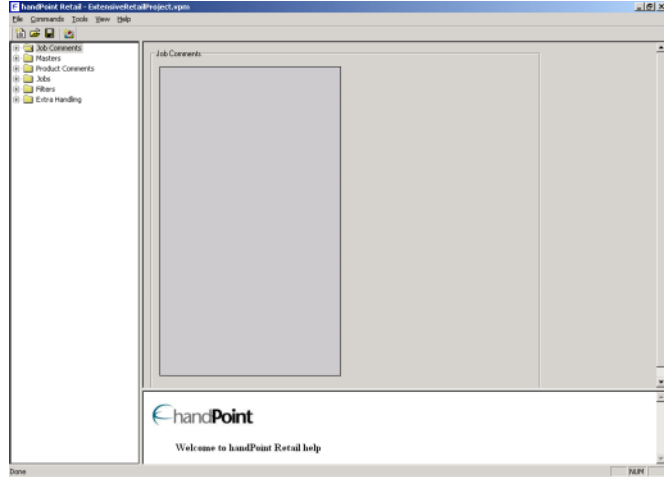 handPoint Retail - ExtensiveRetailProject.vpm
File Commands Tools View Help
Job Comments
Masters
Product Comments
Jobs
Filters
Extra Handling
Job Comments
handPoint
Welcome to handPoint Retail help
Done
NUM